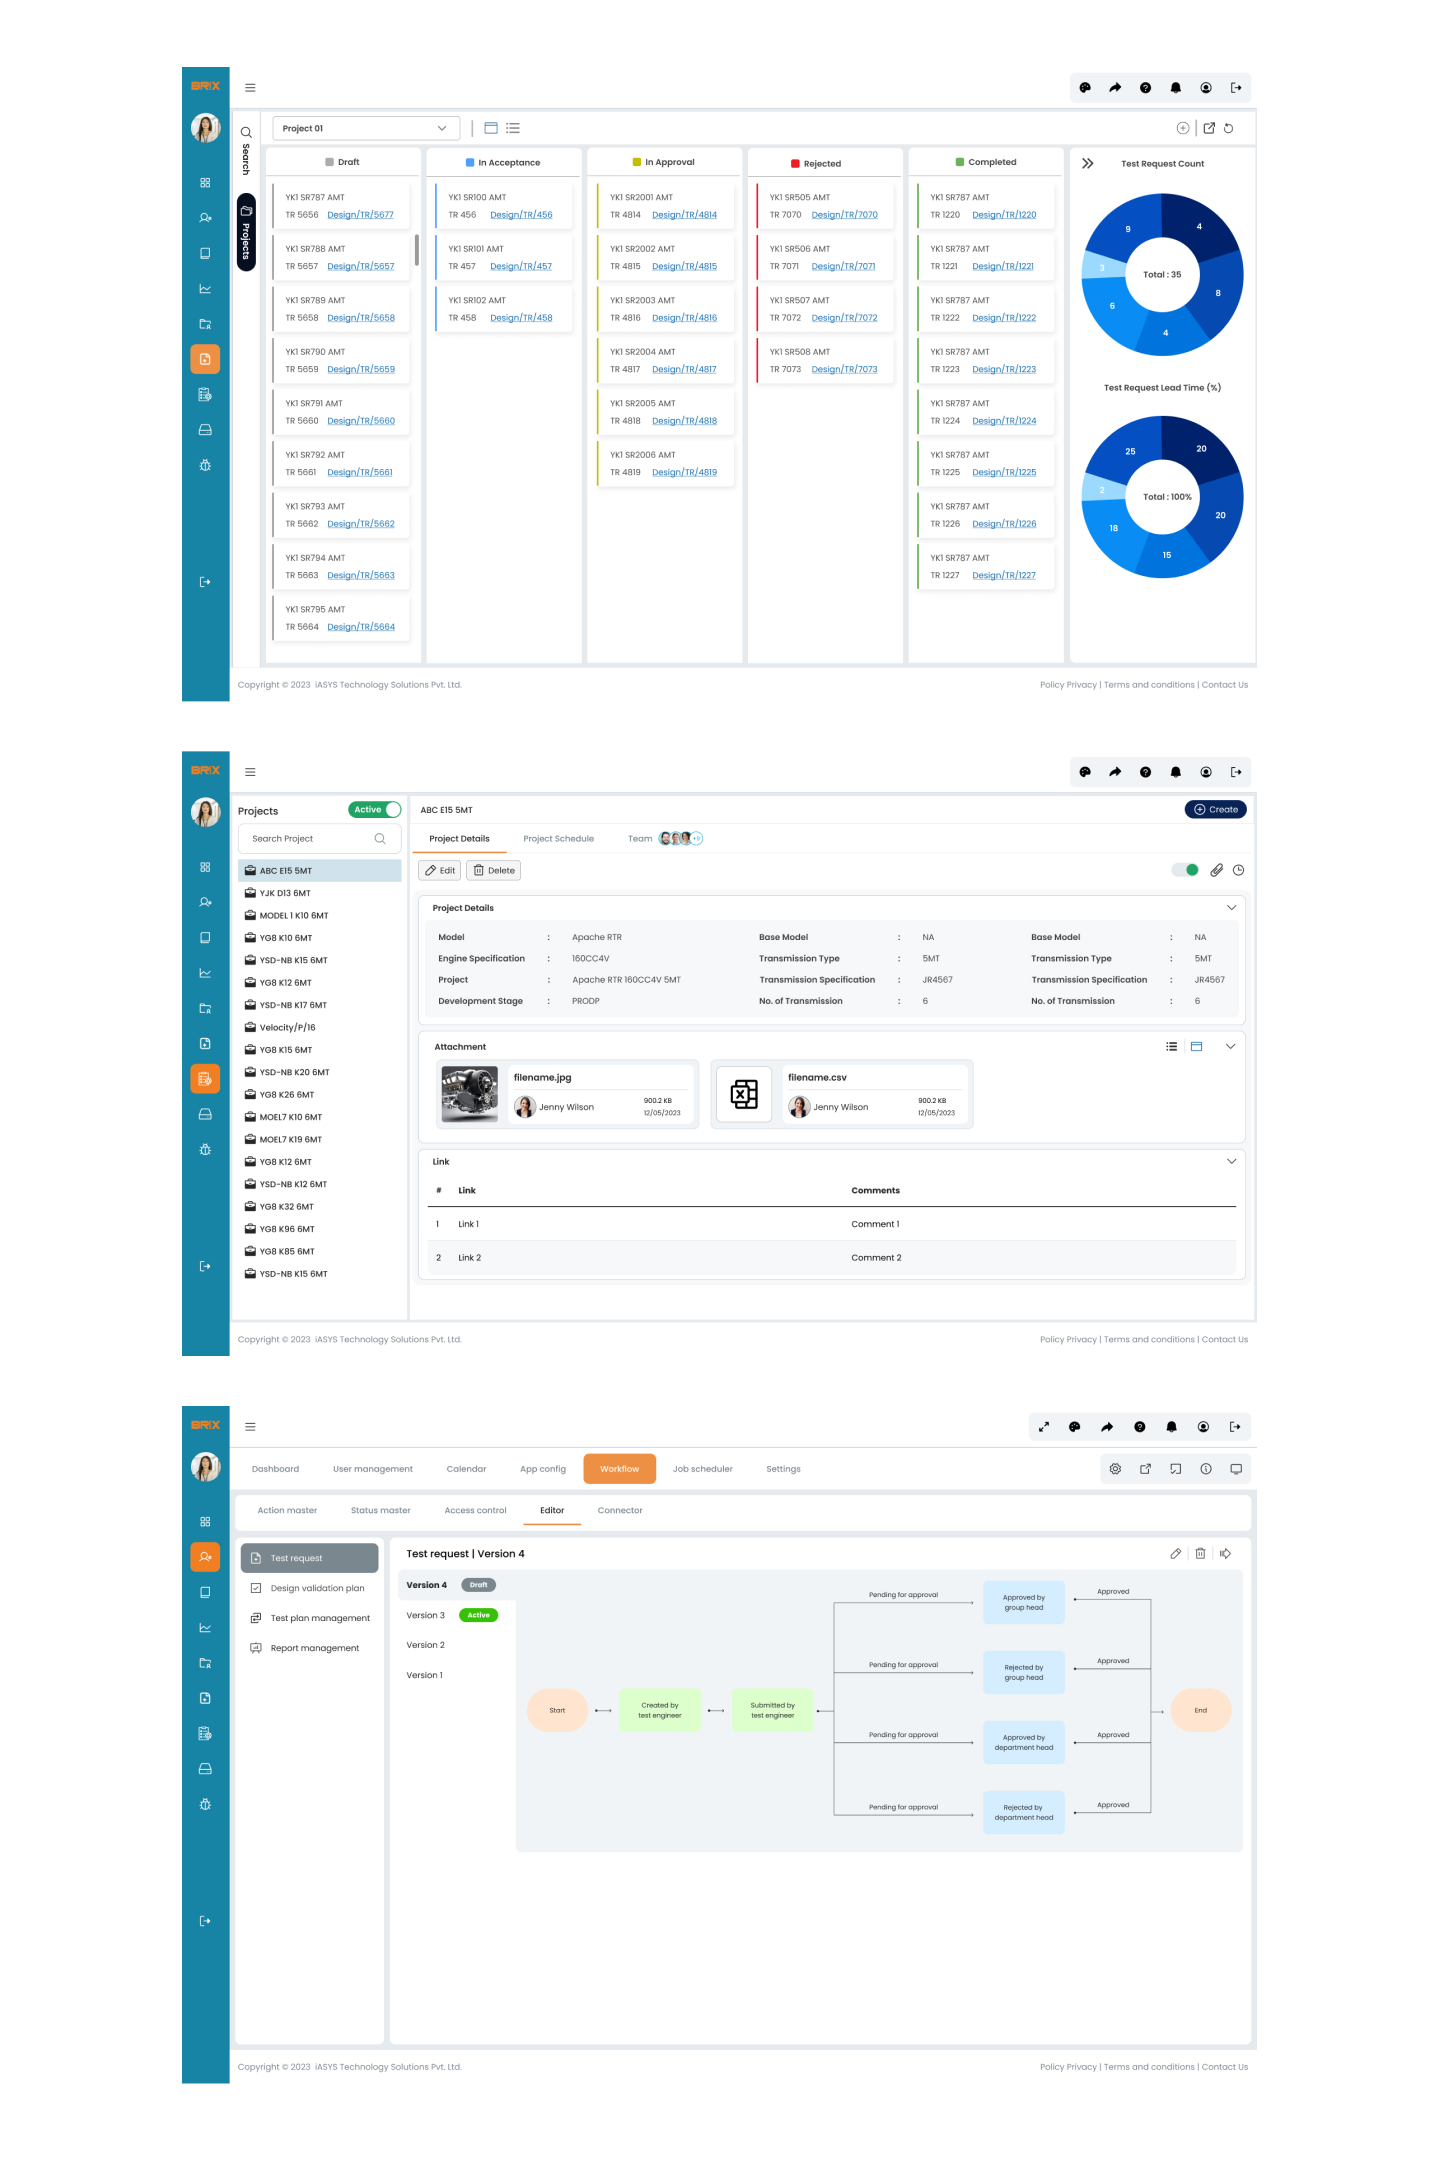 BRIX
Search
Projects
Project 01
Draft
YK1 SR787 AMT
TR 5656 Design/TR/5677
YK1 SR788 AMT
TR 5657 Design/TR/5657
YK1 SR789 AMT
TR 5658 Design/TR/5658
YK1 SR790 AMT
TR 5659 Design/TR/5659
YK1 SR791 AMT
TR 5660 Design/TR/5660
YK1 SR792 AMT
TR 5661 Design/TR/5661
YK1 SR793 AMT
TR 5662 Design/TR/5662
YK1 SR794 AMT
TR 5663 Design/TR/5663
YK1 SR795 AMT
TR 5664 Design/TR/5664
In Acceptance
YK1 SR100 AMT
TR 456 Design/TR/456
YK1 SR101 AMT
TR 457 Design/TR/457
YK1 SR102 AMT
TR 458 Design/TR/458
In Approval
YK1 SR2001 AMT
TR 4814 Design/TR/4814
YK1 SR2002 AMT
TR 4815 Design/TR/4815
YK1 SR2003 AMT
TR 4816 Design/TR/4816
YK1 SR2004 AMT
TR 4817 Design/TR/4817
YK1 SR2005 AMT
TR 4818 Design/TR/4818
YK1 SR2006 AMT
TR 4819 Design/TR/4819
Rejected
YK1 SR505 AMT
TR 7070 Design/TR/7070
YK1 SR506 AMT
TR 7071 Design/TR/7071
YK1 SR507 AMT
TR 7072 Design/TR/7072
YK1 SR508 AMT
TR 7073 Design/TR/7073
Completed
YK1 SR787 AMT
TR 1220 Design/TR/1220
YK1 SR787 AMT
TR 1221 Design/TR/1221
YK1 SR787 AMT
TR 1222 Design/TR/1222
YK1 SR787 AMT
TR 1223 Design/TR/1223
YK1 SR787 AMT
TR 1224 Design/TR/1224
YK1 SR787 AMT
TR 1225 Design/TR/1225
YK1 SR787 AMT
TR 1226 Design/TR/1226
YK1 SR787 AMT
TR 1227 Design/TR/1227
Test Request Count
9 4
3 Total : 35
8
6
4
Test Request Lead Time (%)
25 20
2 Total : 100%
20
18
15
Copyright © 2023 iASYS Technology Solutions Pvt. Ltd.
Policy Privacy | Terms and conditions | Contact Us
BRIX
Projects Active
Search Project
ABC E15 5MT
YJK D13 6MT
MODEL 1 K10 6MT
YG8 K10 6MT
YSD-NB K15 6MT
YG8 K12 6MT
YSD-NB K17 6MT
Velocity/P/16
YG8 K15 6MT
YSD-NB K20 6MT
YG8 K26 6MT
MOEL7 K10 6MT
MOEL7 K19 6MT
YG8 K12 6MT
YSD-NB K12 6MT
YG8 K32 6MT
YG8 K96 6MT
YG8 K85 6MT
YSD-NB K15 6MT
ABC E15 5MT Create
Project Details Project Schedule Team +9
Edit Delete
Project Details
Model : Apache RTR Base Model : NA Base Model : NA
Engine Specification : 160CC4V Transmission Type : 5MT Transmission Type : 5MT
Project : Apache RTR 160CC4V 5MT Transmission Specification : JR4567 Transmission Specification : JR4567
Development Stage : PRODP No. of Transmission : 6 No. of Transmission : 6
Attachment
filename.jpg
Jenny Wilson
900.2 KB
12/05/2023
filename.csv
Jenny Wilson
900.2 KB
12/05/2023
Link
# Link Comments
1 Link 1 Comment 1
2 Link 2 Comment 2
Copyright © 2023 iASYS Technology Solutions Pvt. Ltd.
Policy Privacy | Terms and conditions | Contact Us
BRIX
Dashboard User management Calendar App config Workflow Job scheduler Settings
Action master Status master Access control Editor Connector
Test request
Design validation plan
Test plan management
Report management
Test request | Version 4
Version 4 Draft
Version 3 Active
Version 2
Version 1
Start
Created by
test engineer
Submitted by
test engineer
Pending for approval
Approved by
group head
Approved
Pending for approval
Rejected by
group head
Approved
Pending for approval
Approved by
department head
Approved
Pending for approval
Rejected by
department head
Approved
End
Copyright © 2023 iASYS Technology Solutions Pvt. Ltd.
Policy Privacy | Terms and conditions | Contact Us